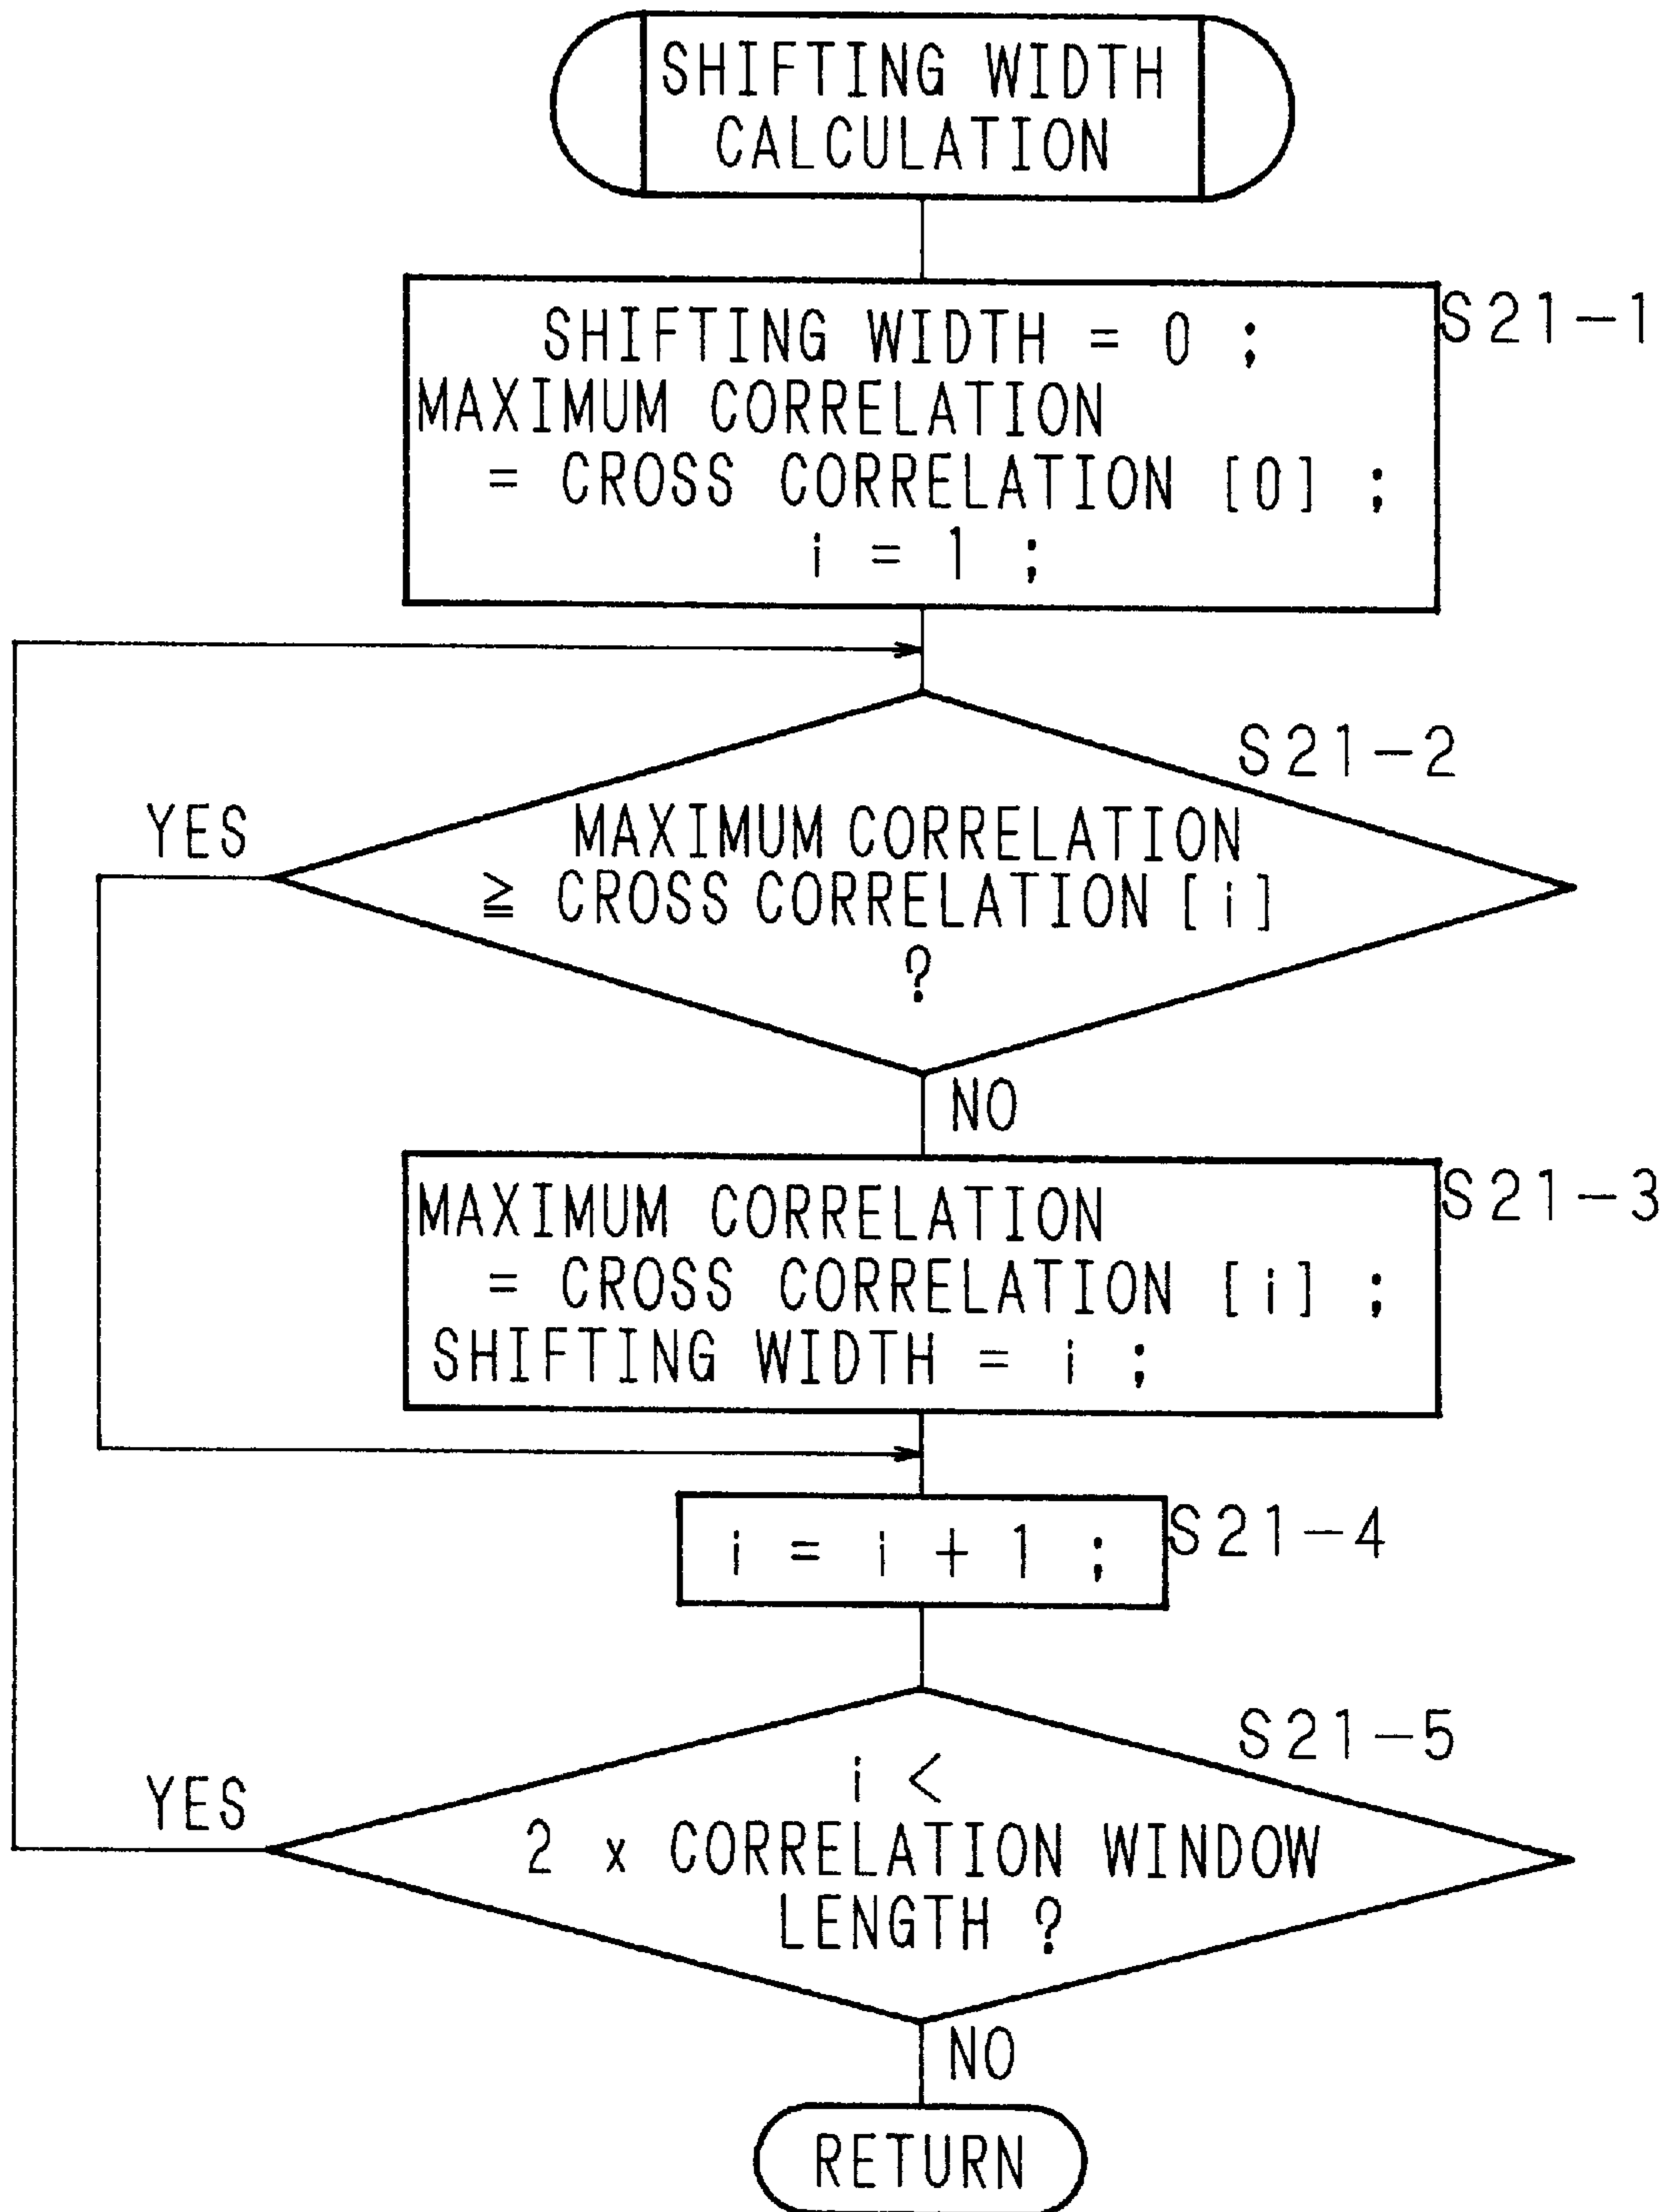 SHIFTING WIDTH
CALCULATION
SHIFTING WIDTH = 0 ;
S21-1
MAXIMUM CORRELATION
= CROSS CORRELATION [0] ;
i = 1 ;
S21-2
YES
MAXIMUM CORRELATION
≧ CROSS CORRELATION [i]
?
NO
S21-3
MAXIMUM CORRELATION
= CROSS CORRELATION [i] ;
SHIFTING WIDTH = i ;
i = i + 1 ;
S21-4
S21-5
YES
i <
2 x CORRELATION WINDOW
LENGTH ?
NO
RETURN